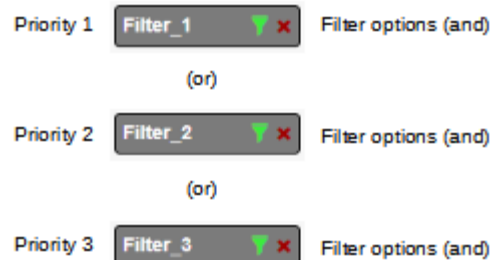 Priority 1 Filter_1 Filter options (and)
(or)
Priority 2 Filter_2 Filter options (and)
(or)
Priority 3 Filter_3 Filter options (and)